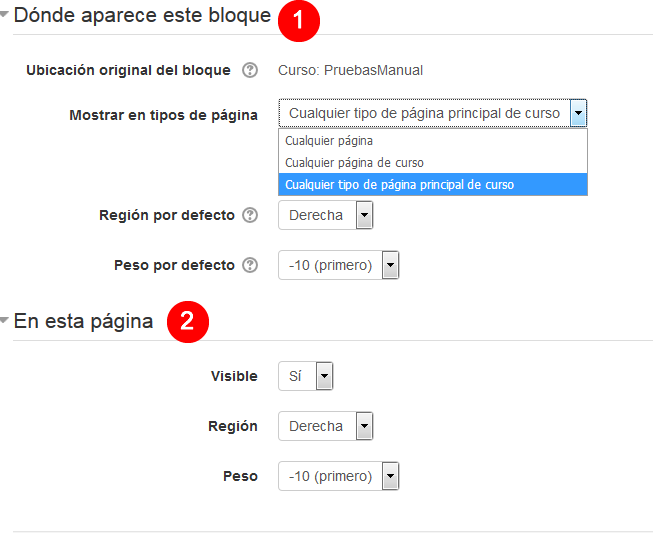 Dónde aparece este bloque 1
Ubicación original del bloque ? Curso: PruebasManual
Mostrar en tipos de página Cualquier tipo de página principal de curso
Cualquier página
Cualquier página de curso
Cualquier tipo de página principal de curso
Región por defecto ? Derecha
Peso por defecto ? -10 (primero)
En esta página 2
Visible Sí
Región Derecha
Peso -10 (primero)